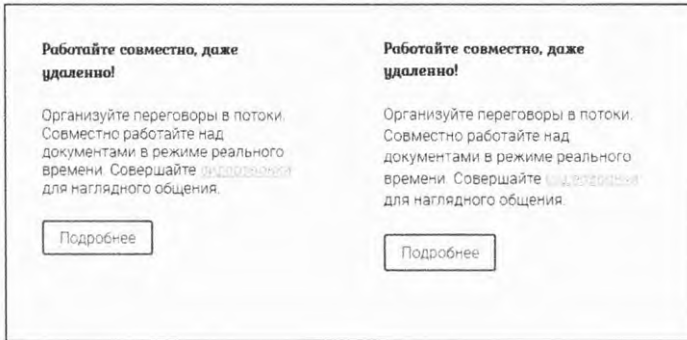 Работайте совместно, даже
удаленно!
Организуйте переговоры в потоки.
Совместно работайте над
документами в режиме реального
времени. Совершайте
для наглядного общения.
Подробнее
Работайте совместно, даже
удаленно!
Организуйте переговоры в потоки.
Совместно работайте над
документами в режиме реального
времени. Совершайте
для наглядного общения.
Подробнее